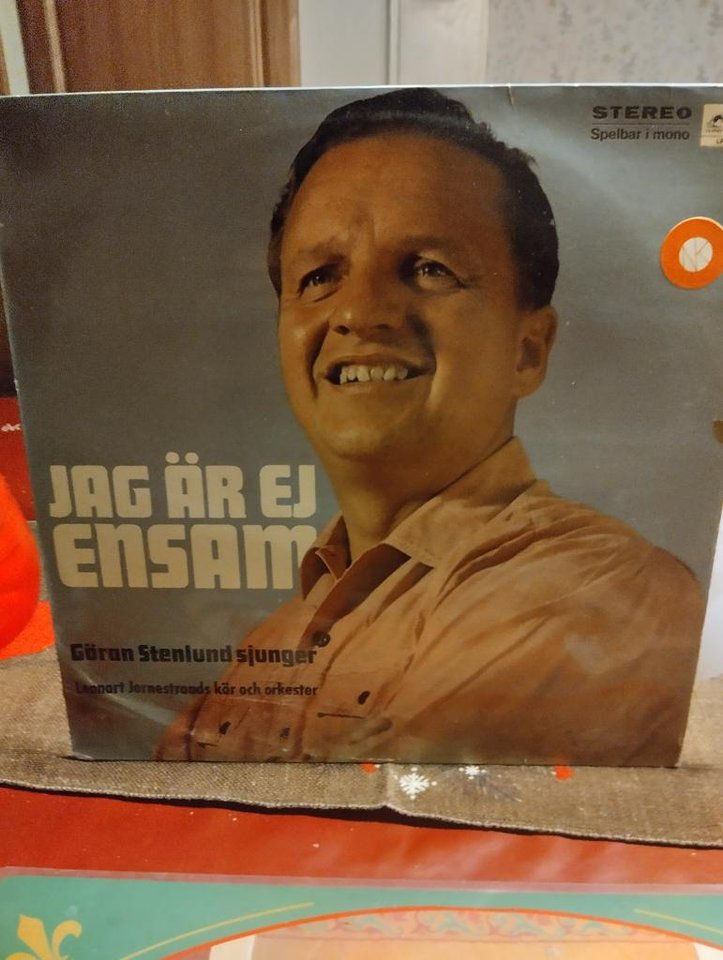 STEREO
Spelbar i mono
JAG ÄR EJ
ENSAM
Göran Stenlund sjunger
Lennart Jernestrands kör och orkester